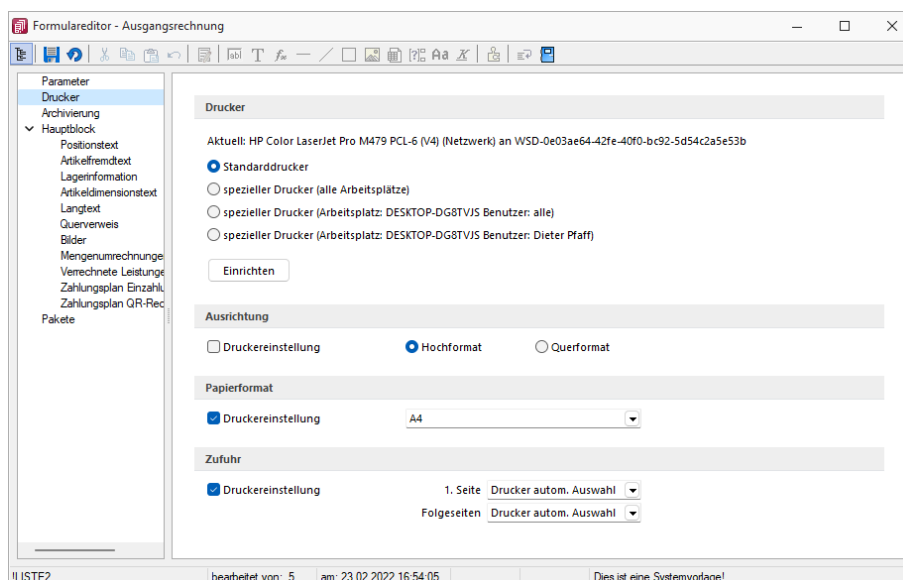 Formulareditor - Ausgangsrechnung
Parameter
Drucker
Archivierung
Hauptblock
Positionstext
Artikelfremdtext
Lagerinformation
Artikeldimensionstext
Langtext
Querverweis
Bilder
Mengenumrechnunge
Verrechnete Leistunge
Zahlungsplan Einzahlu
Zahlungsplan QR-Rec
Pakete
Drucker
Aktuell: HP Color LaserJet Pro M479 PCL-6 (V4) (Netzwerk) an WSD-0e03ae64-42fe-40f0-bc92-5d54c2a5e53b
Standarddrucker
spezieller Drucker (alle Arbeitsplätze)
spezieller Drucker (Arbeitsplatz: DESKTOP-DG8TVJS Benutzer: alle)
spezieller Drucker (Arbeitsplatz: DESKTOP-DG8TVJS Benutzer: Dieter Pfaff)
Einrichten
Ausrichtung
Druckereinstellung Hochformat Querformat
Papierformat
Druckereinstellung A4
Zufuhr
Druckereinstellung 1. Seite Drucker autom. Auswahl
Folgeseiten Drucker autom. Auswahl
!LISTE2 bearbeitet von: 5 am: 23.02.2022 16:54:05 Dies ist eine Systemvorlage!